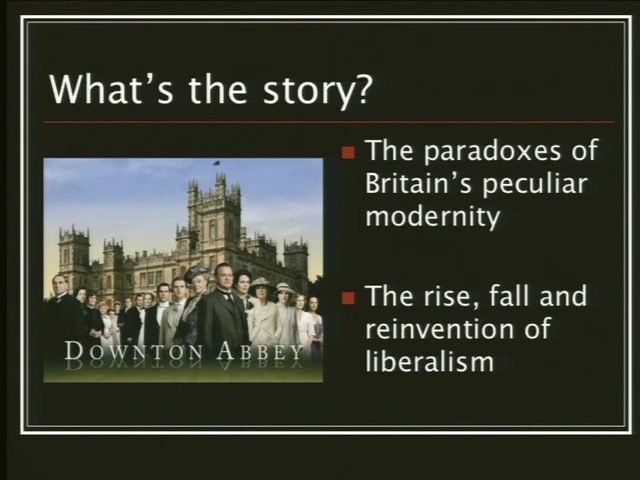 What's the story?
The paradoxes of
Britain's peculiar
modernity
The rise, fall and
reinvention of
liberalism
DOWNTON ABBEY